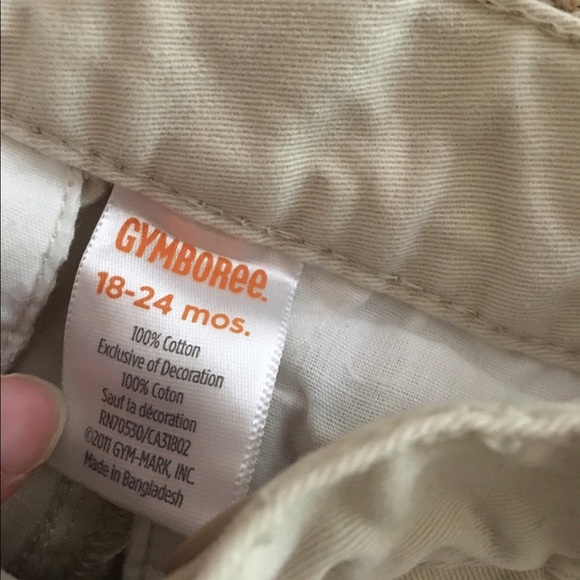 GYMBORee.
18-24 mos.
100% Cotton
Exclusive of Decoration
100% Coton
Sauf la décoration
RN70530/CA31802
©2011 GYM-MARK, INC.
Made in Bangladesh